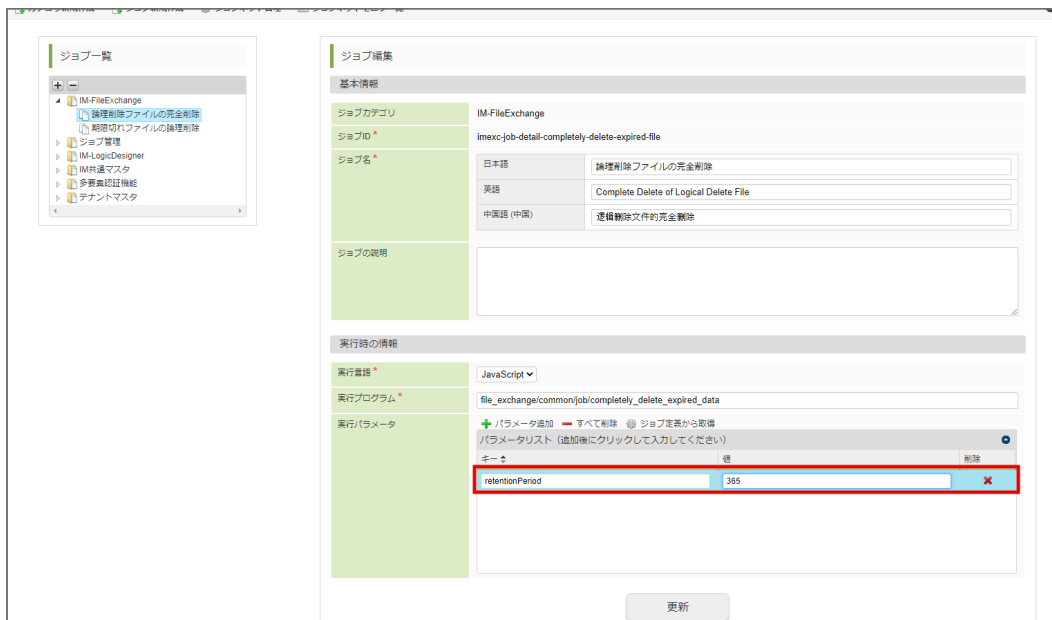 ジョブ一覧
IM-FileExchange
論理削除ファイルの完全削除
期限切れファイルの論理削除
ジョブ管理
IM-LogicDesigner
IM共通マスタ
多要素認証機能
テナントマスタ
ジョブ編集
基本情報
ジョブカテゴリ IM-FileExchange
ジョブID * imexc-job-detail-completely-delete-expired-file
ジョブ名 *
日本語 論理削除ファイルの完全削除
英語 Complete Delete of Logical Delete File
中国語 (中国) 逻辑删除文件的完全删除
ジョブの説明
実行時の情報
実行言語 * JavaScript
実行プログラム * file_exchange/common/job/completely_delete_expired_data
実行パラメータ パラメータ追加 すべて削除 ジョブ定義から取得
パラメータリスト（追加後にクリックして入力してください）
キー 値 削除
retentionPeriod 365
更新